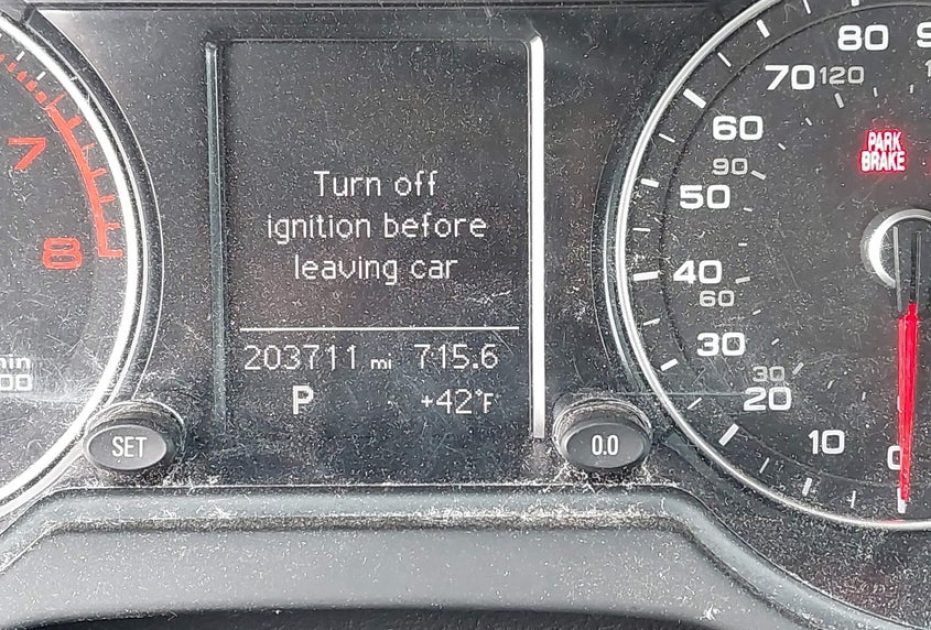 Turn off
ignition before
leaving car
203711 mi 715.6
P +42°F
SET
0.0
7
8
80
70 120
60
90
50
40
60
30
30
20
10
0
PARK
BRAKE